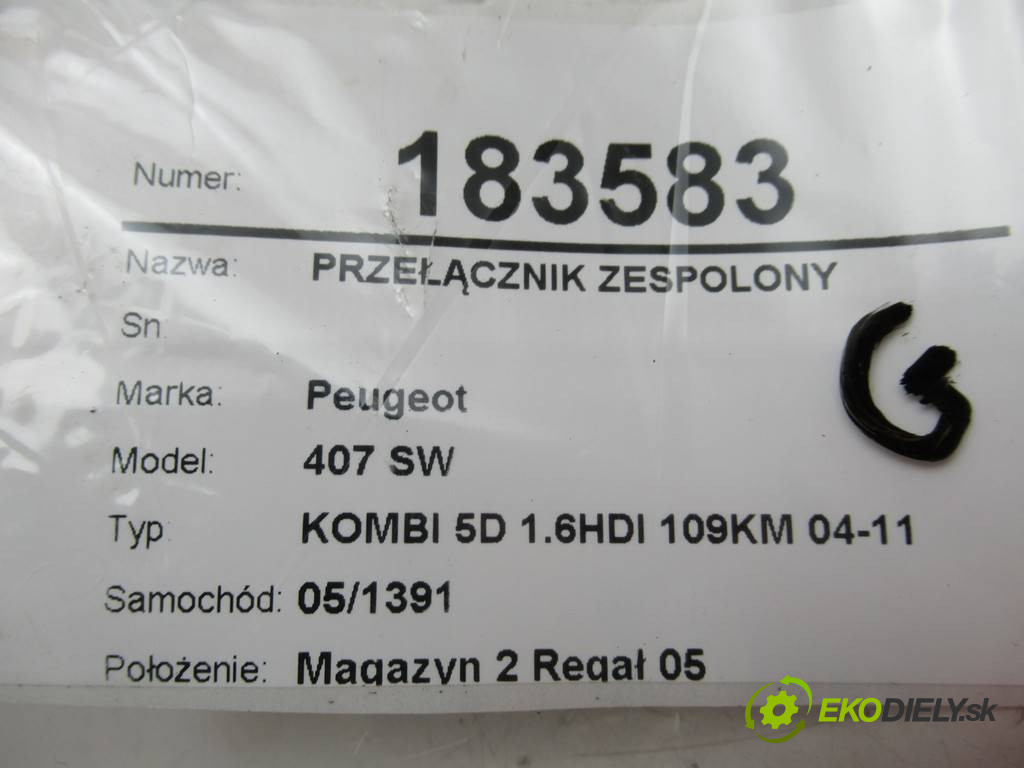 Numer: 183583
Nazwa: PRZEŁĄCZNIK ZESPOLONY
Sn
Marka: Peugeot
Model: 407 SW
Typ KOMBI 5D 1.6HDI 109KM 04-11
Samochód: 05/1391
Położenie: Magazyn 2 Regał 05
G
EKODIELY.sk